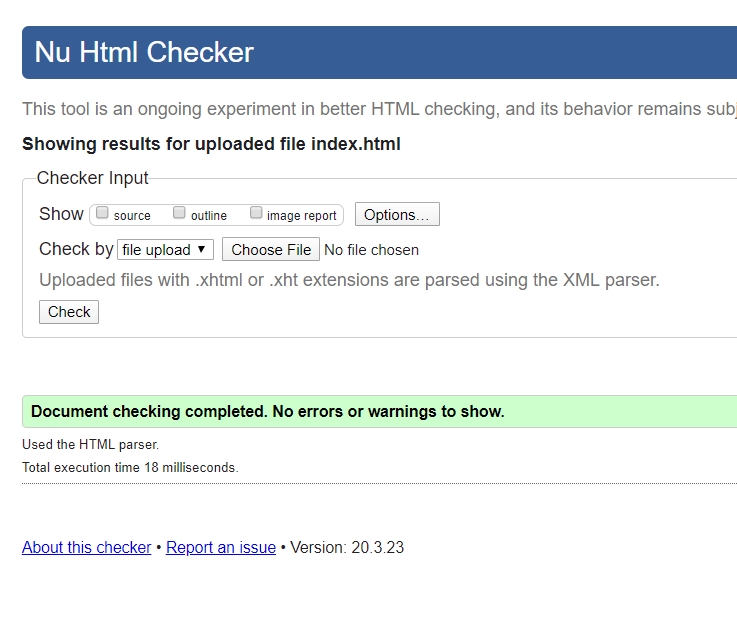 Nu Html Checker
This tool is an ongoing experiment in better HTML checking, and its behavior remains subj
Showing results for uploaded file index.html
Checker Input
Show source outline image report Options...
Check by file upload ▼ Choose File No file chosen
Uploaded files with .xhtml or .xht extensions are parsed using the XML parser.
Check
Document checking completed. No errors or warnings to show.
Used the HTML parser.
Total execution time 18 milliseconds.
About this checker • Report an issue • Version: 20.3.23